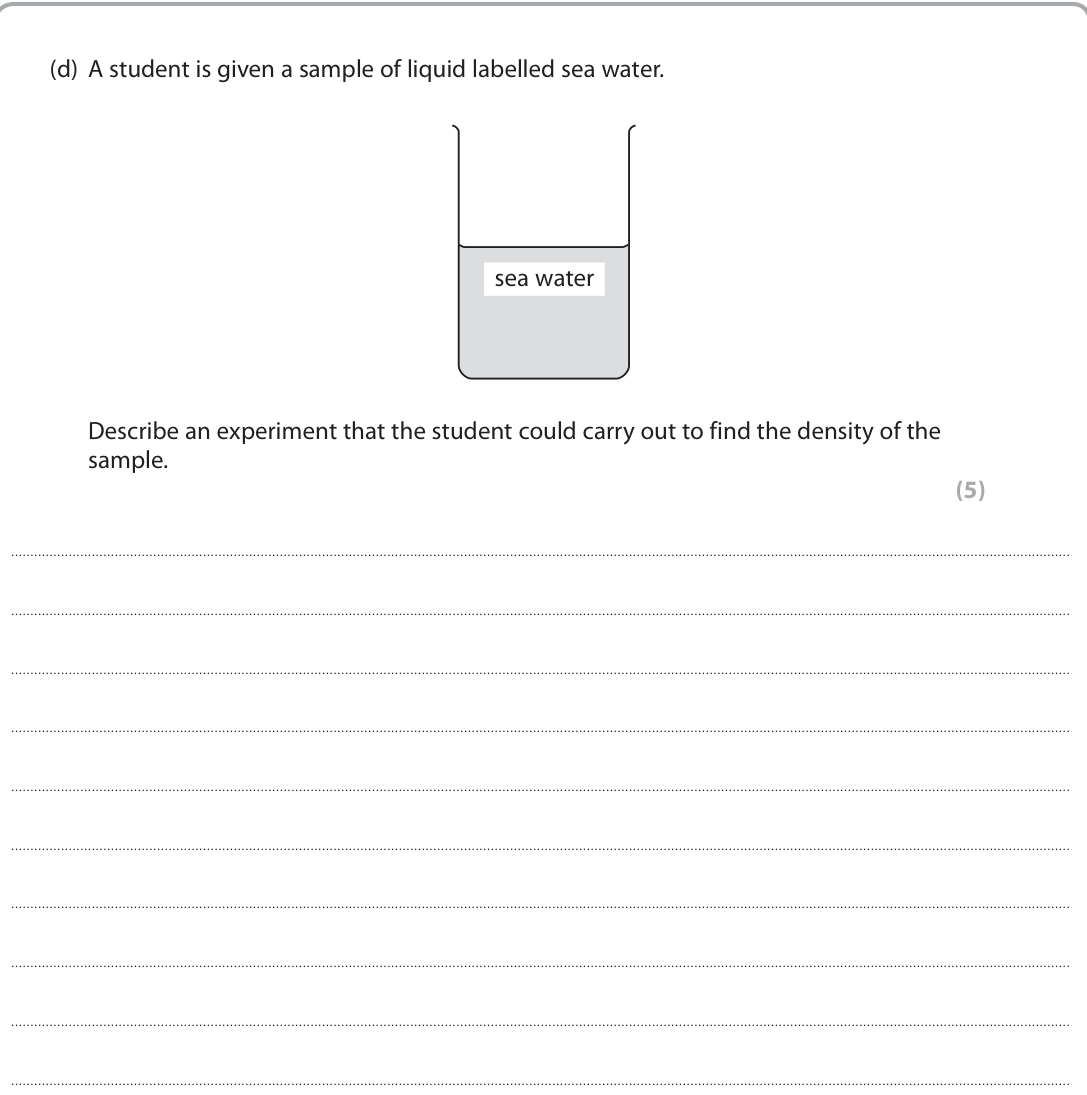 (d) A student is given a sample of liquid labelled sea water.
sea water
Describe an experiment that the student could carry out to find the density of the
sample.
(5)